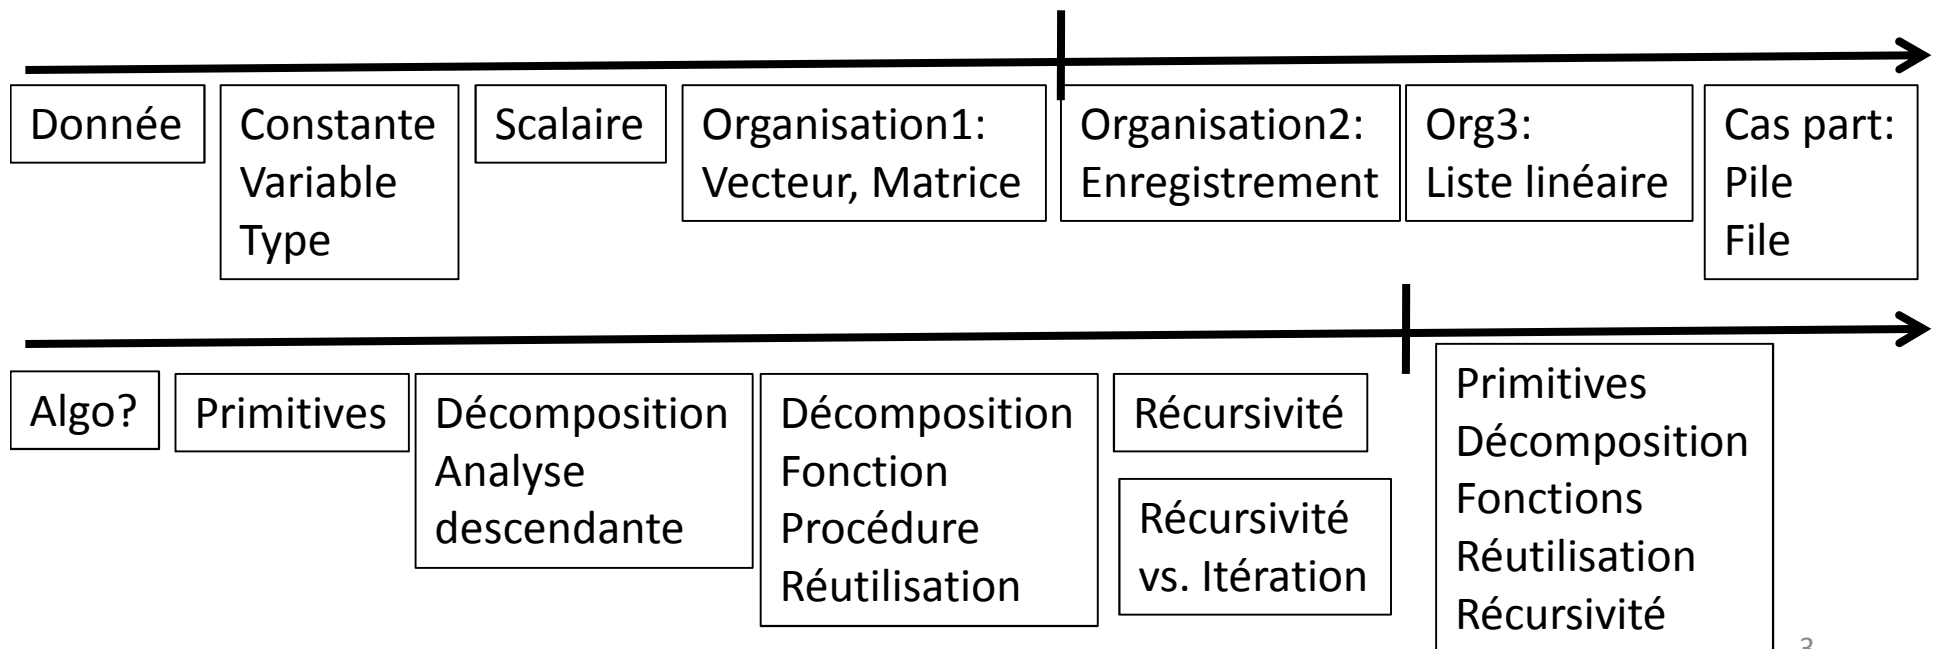 Donnée
Constante
Variable
Type
Scalaire
Organisation1:
Vecteur, Matrice
Organisation2:
Enregistrement
Org3:
Liste linéaire
Cas part:
Pile
File
Algo?
Primitives
Décomposition
Analyse
descendante
Décomposition
Fonction
Procédure
Réutilisation
Récursivité
Récursivité
vs. Itération
Primitives
Décomposition
Fonctions
Réutilisation
Récursivité
3